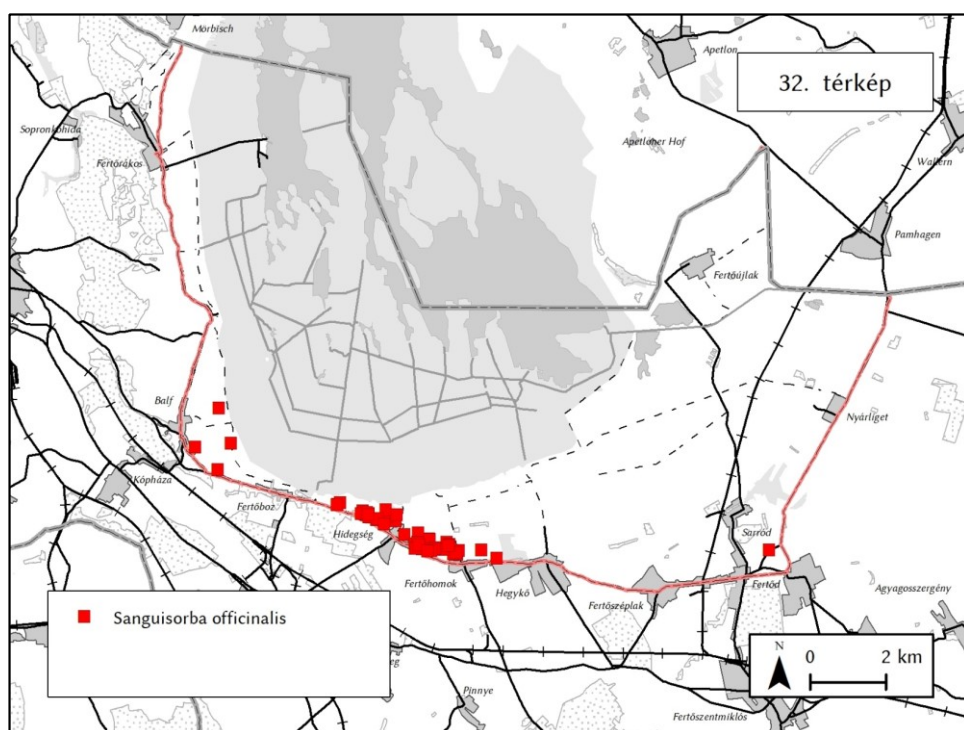 Mörbisch
Apetlon
32. térkép
Sopronkőhida
Fertőrákos
Apetloner Hof
Wallern
Pamhagen
Fertőújlak
Balf
Nyárliget
Kópháza
Fertőboz
Hidegség
Sarród
Fertőhomok
Hegykő
Fertőd
Fertőszéplak
Agyagosszergény
Sanguisorba officinalis
N
0 2 km
Pinnye
Fertőszentmiklós